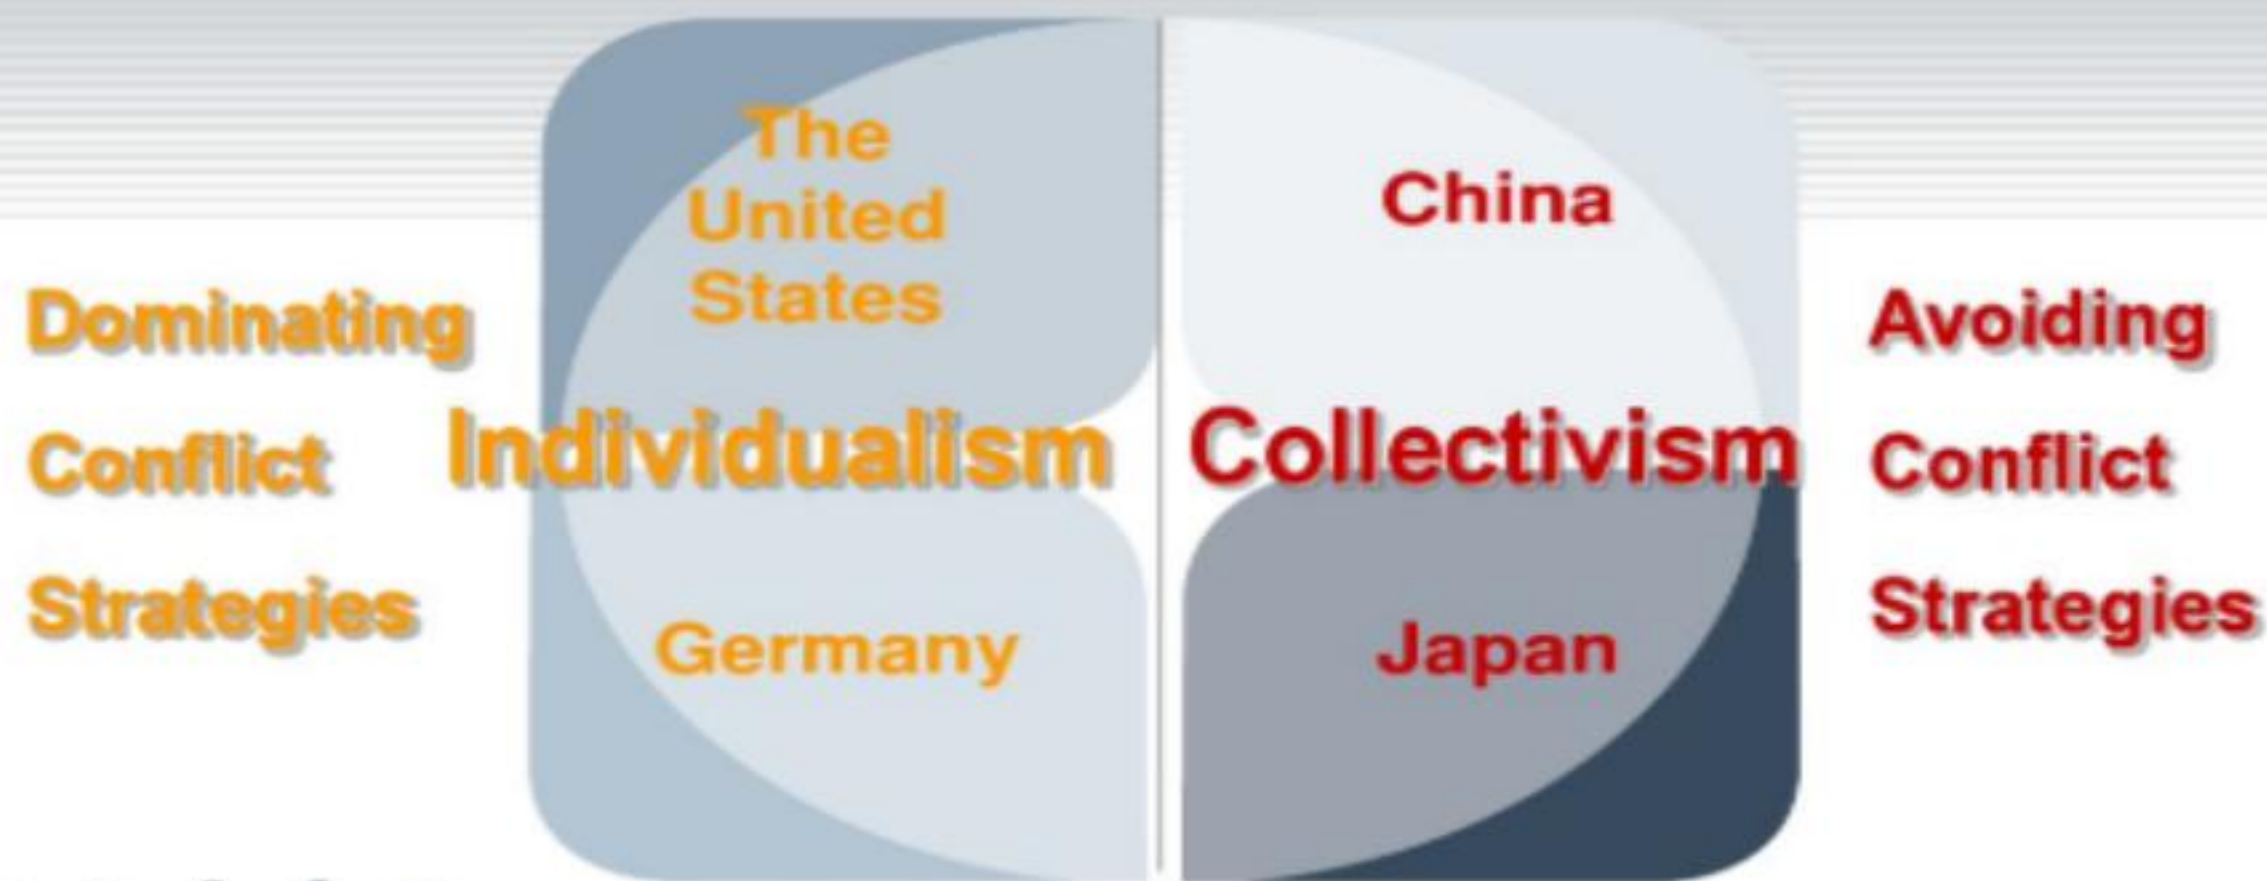 The
United
States
China
Dominating
Conflict
Strategies
Individualism
Collectivism
Avoiding
Conflict
Strategies
Germany
Japan